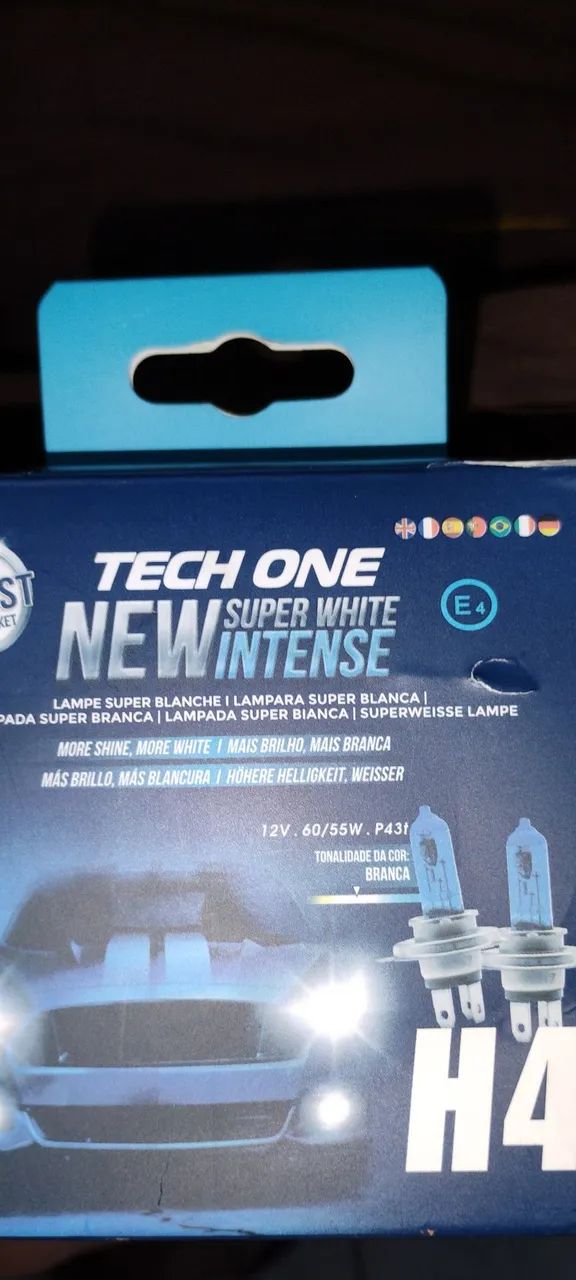 TECH ONE
NEW SUPER WHITE
INTENSE
E4
LAMPE SUPER BLANCHE | LAMPARA SUPER BLANCA |
SUPER BRANCA | LAMPADA SUPER BIANCA | SUPERWEISSE LAMPE
MORE SHINE, MORE WHITE | MAIS BRILHO, MAIS BRANCA
MÁS BRILLO, MÁS BLANCURA | HÖHERE HELLIGKEIT, WEISSER
12V . 60/55W . P43t
TONALIDADE DA COR:
BRANCA
H4